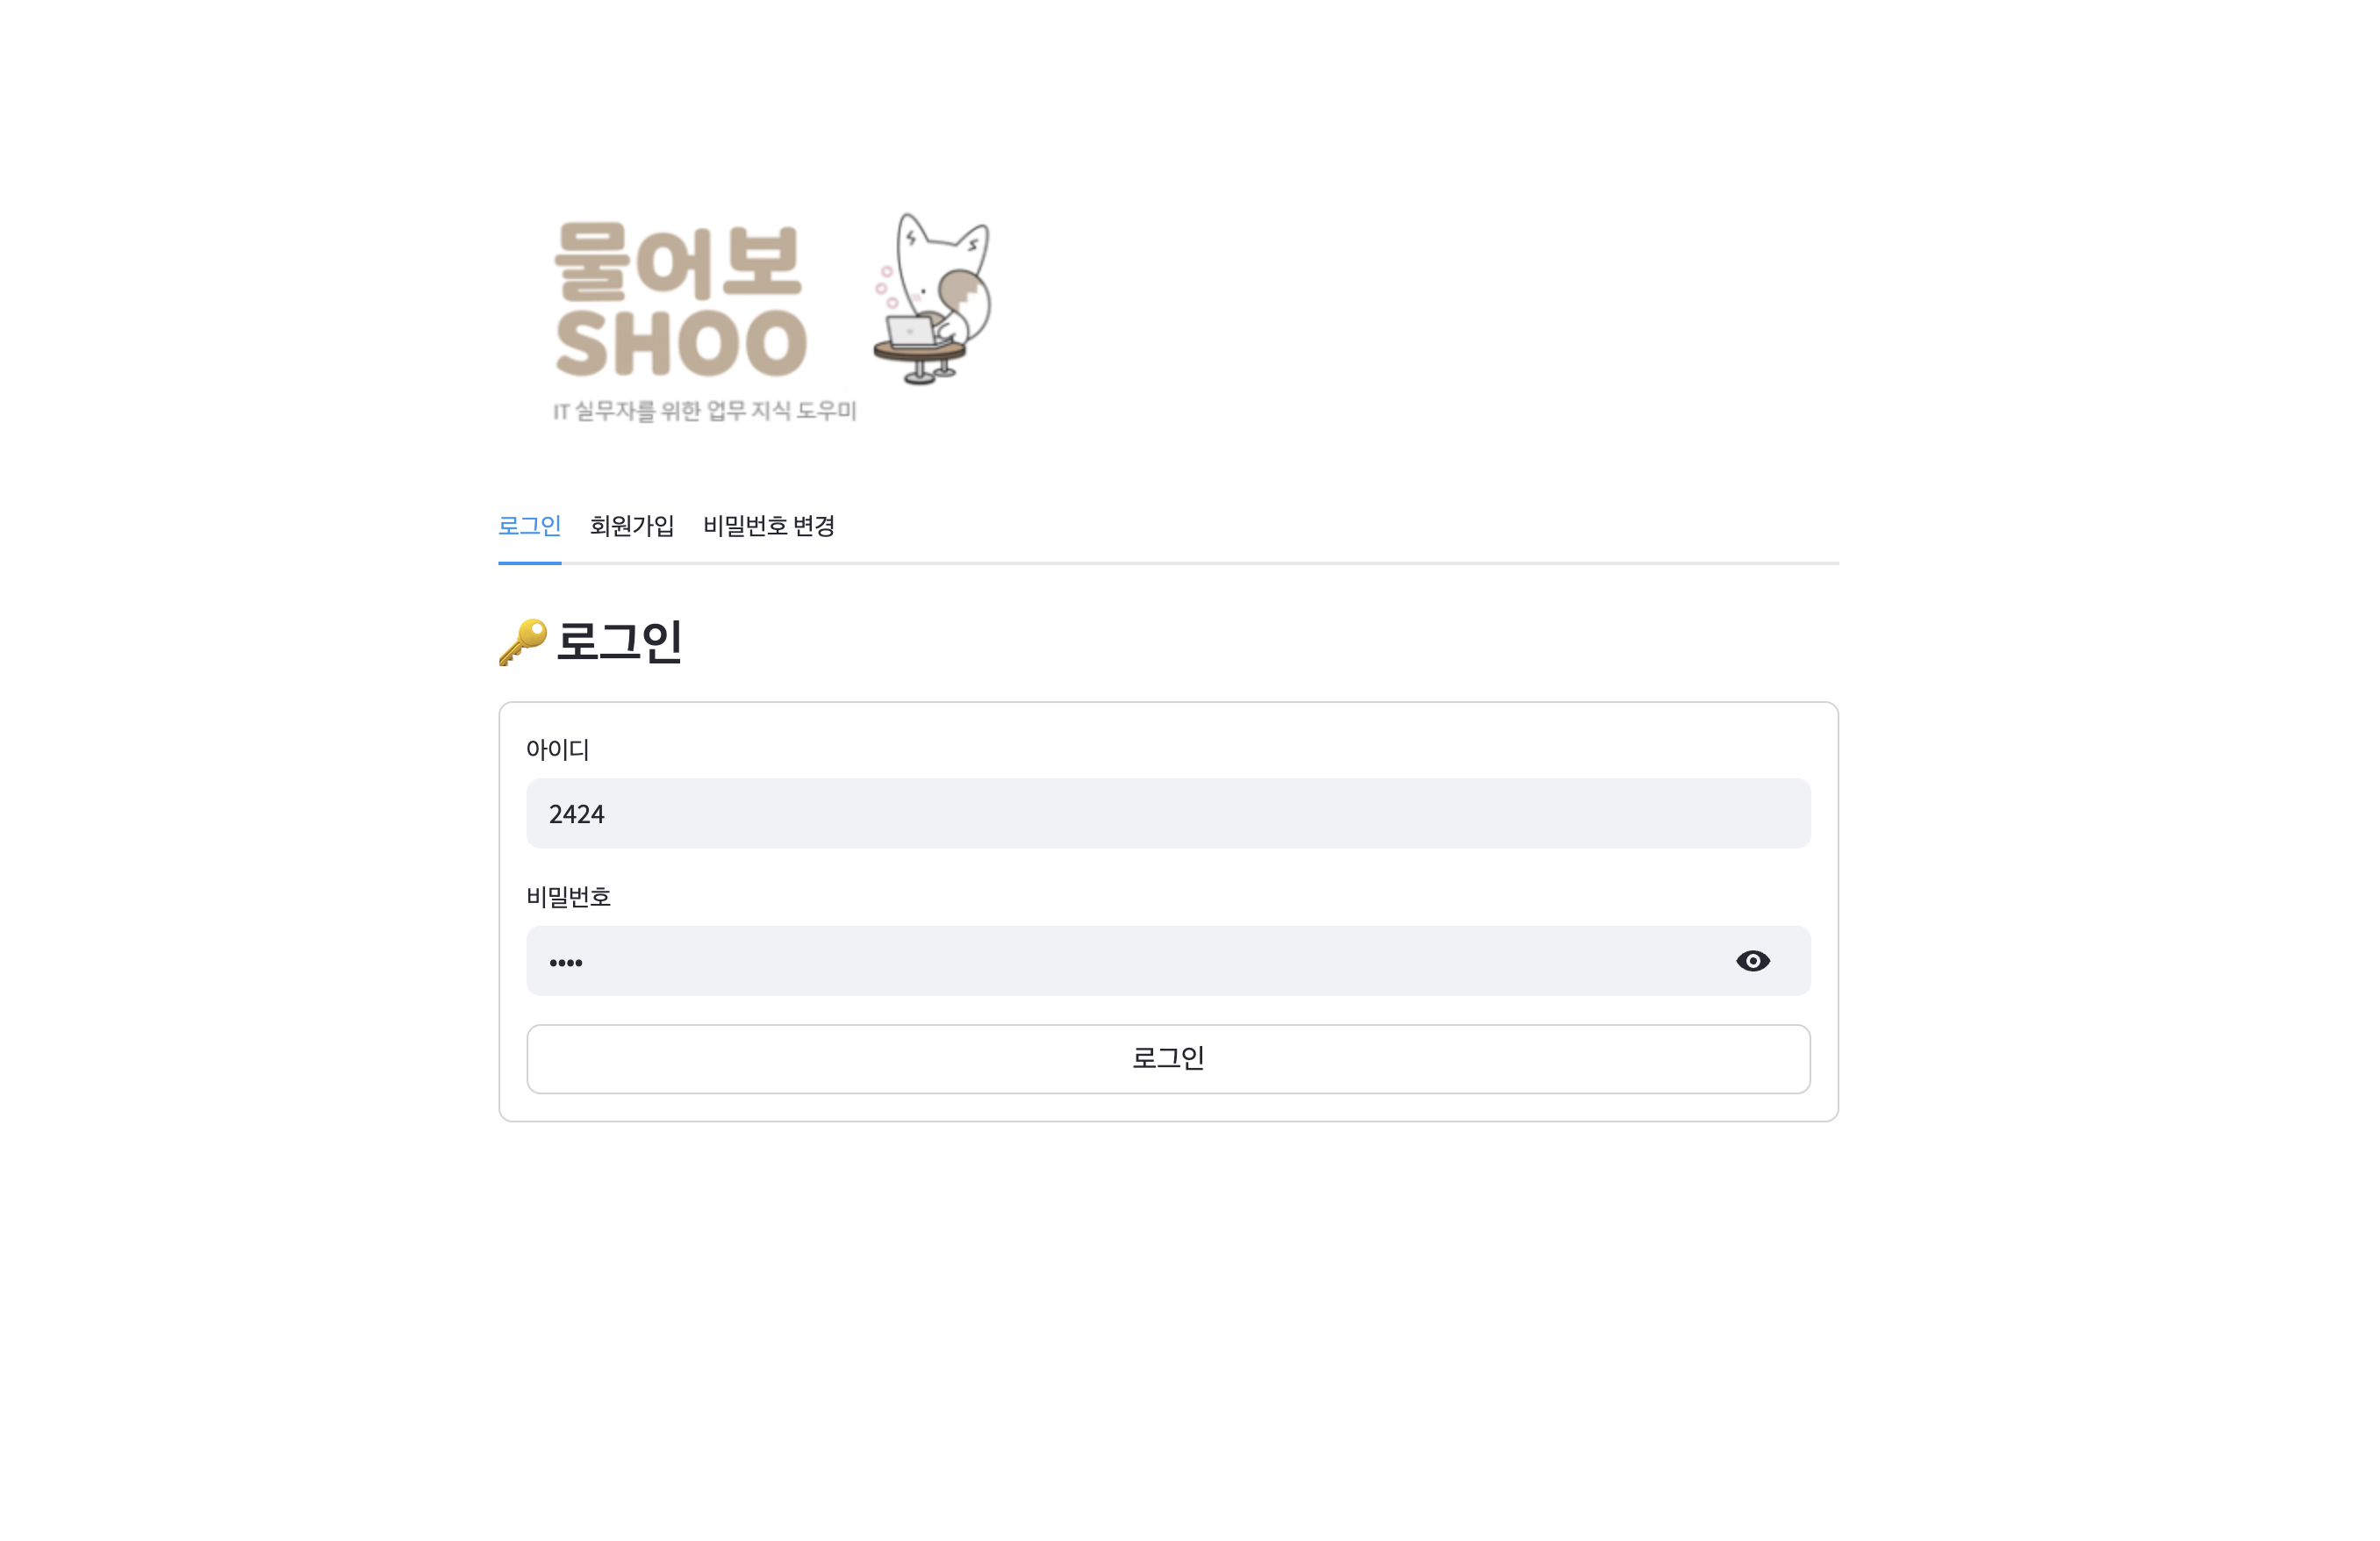 물어보
SHOO
IT 실무자를 위한 업무 지식 도우미
로그인 회원가입 비밀번호 변경
로그인
아이디
2424
비밀번호
••••
로그인